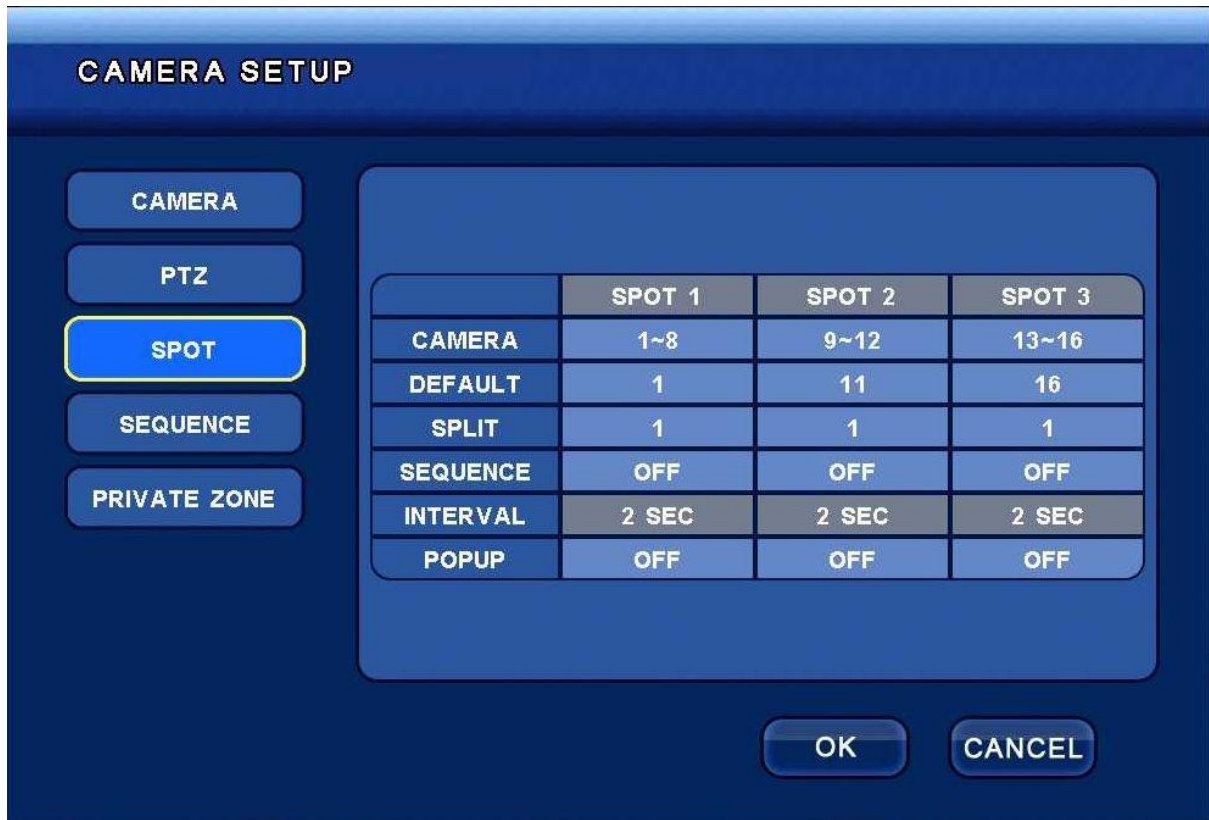 CAMERA SETUP
CAMERA
PTZ
SPOT
SEQUENCE
PRIVATE ZONE
SPOT 1 SPOT 2 SPOT 3
CAMERA 1~8 9~12 13~16
DEFAULT 1 11 16
SPLIT 1 1 1
SEQUENCE OFF OFF OFF
INTERVAL 2 SEC 2 SEC 2 SEC
POPUP OFF OFF OFF
OK CANCEL